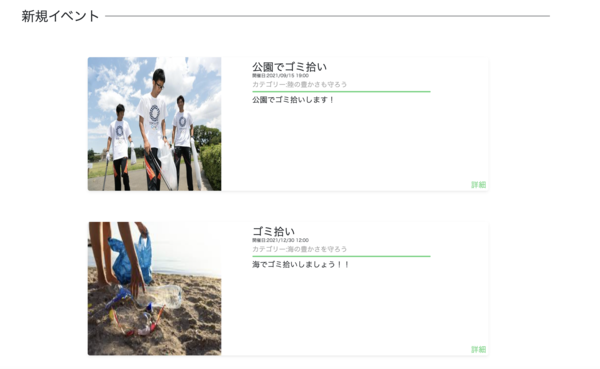 新規イベント
公園でゴミ拾い
開催日:2021/09/15 19:00
カテゴリー:陸の豊かさも守ろう
公園でゴミ拾いします！
詳細
ゴミ拾い
開催日:2021/12/30 12:00
カテゴリー:海の豊かさを守ろう
海でゴミ拾いしましょう！！
詳細